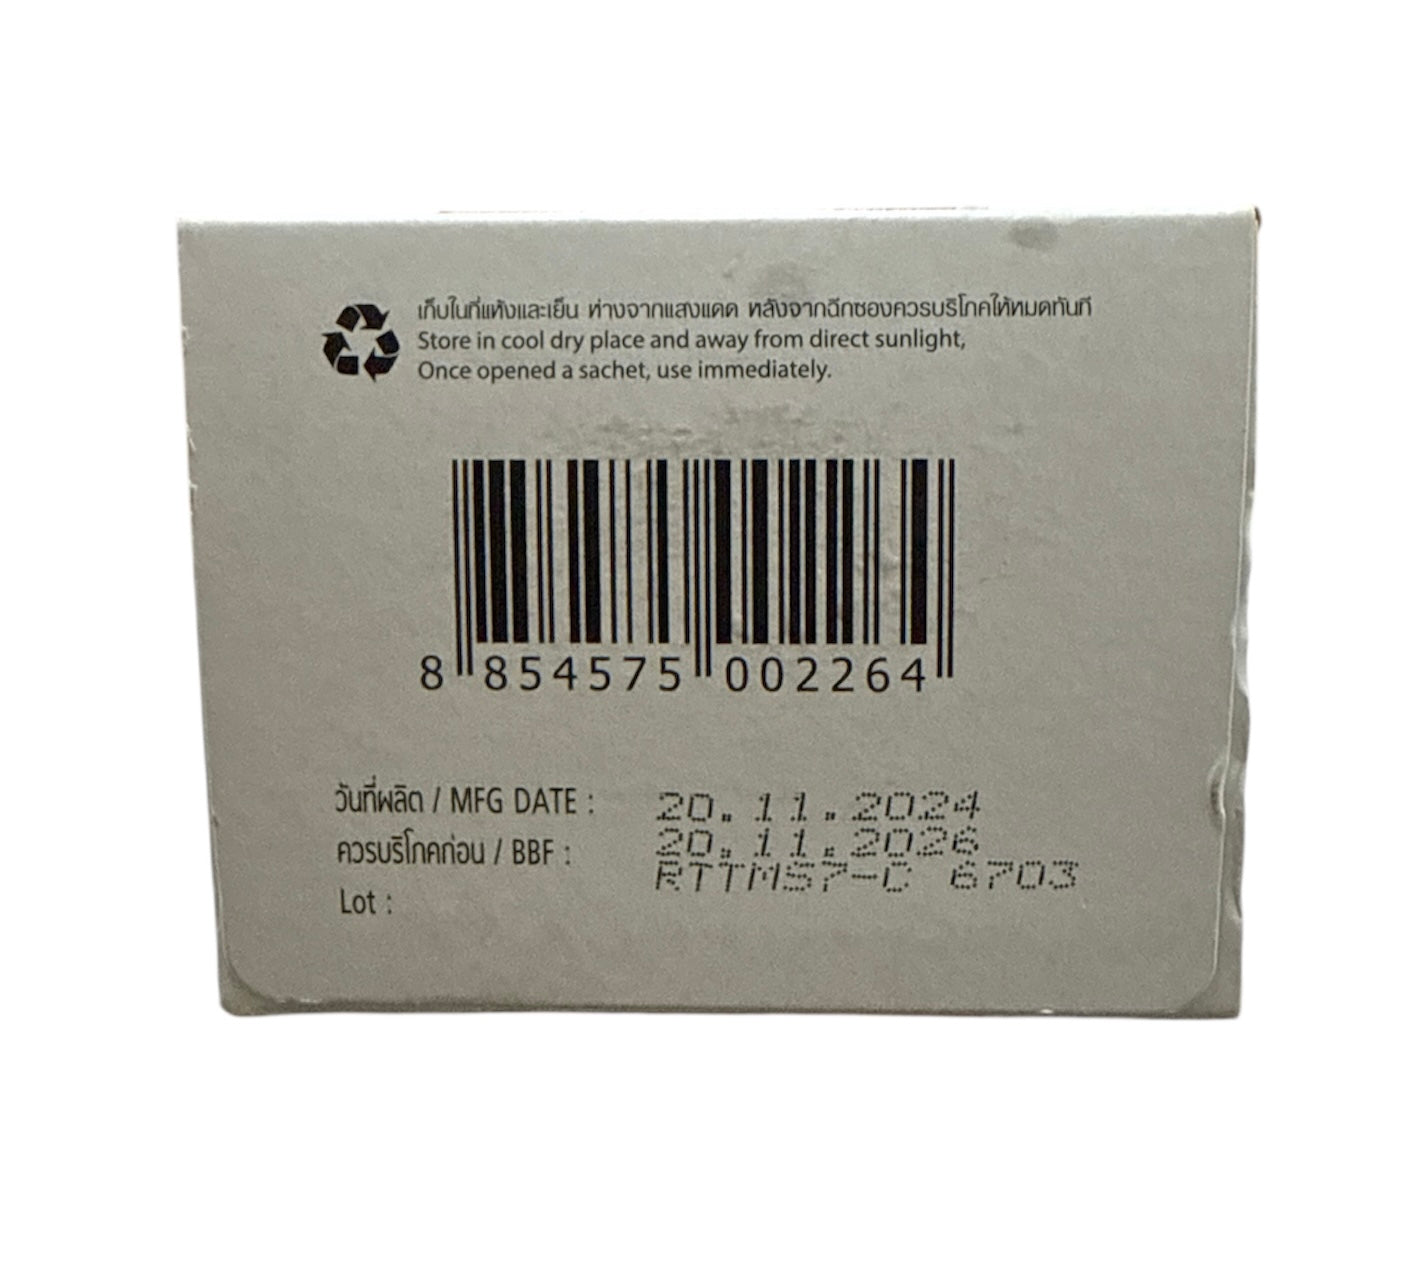 เก็บในที่แห้งและเย็น ห่างจากแสงแดด หลังจากฉีกซองควรบริโภคให้หมดทันที
Store in cool dry place and away from direct sunlight,
Once opened a sachet, use immediately.
8 854575 002264
วันที่ผลิต / MFG DATE : 20.11.2024
ควรบริโภคก่อน / BBF : 20.11.2026
Lot : RTTMS7-C 6703